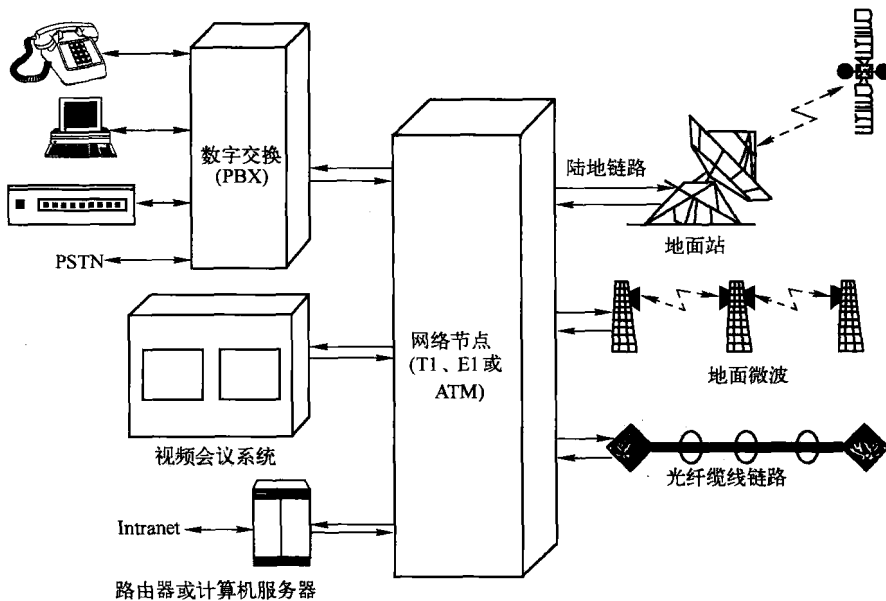 数字交换
(PBX)
PSTN
视频会议系统
Intranet
路由器或计算机服务器
网络节点
(T1、E1或
ATM)
陆地链路
地面站
地面微波
光纤缆线链路